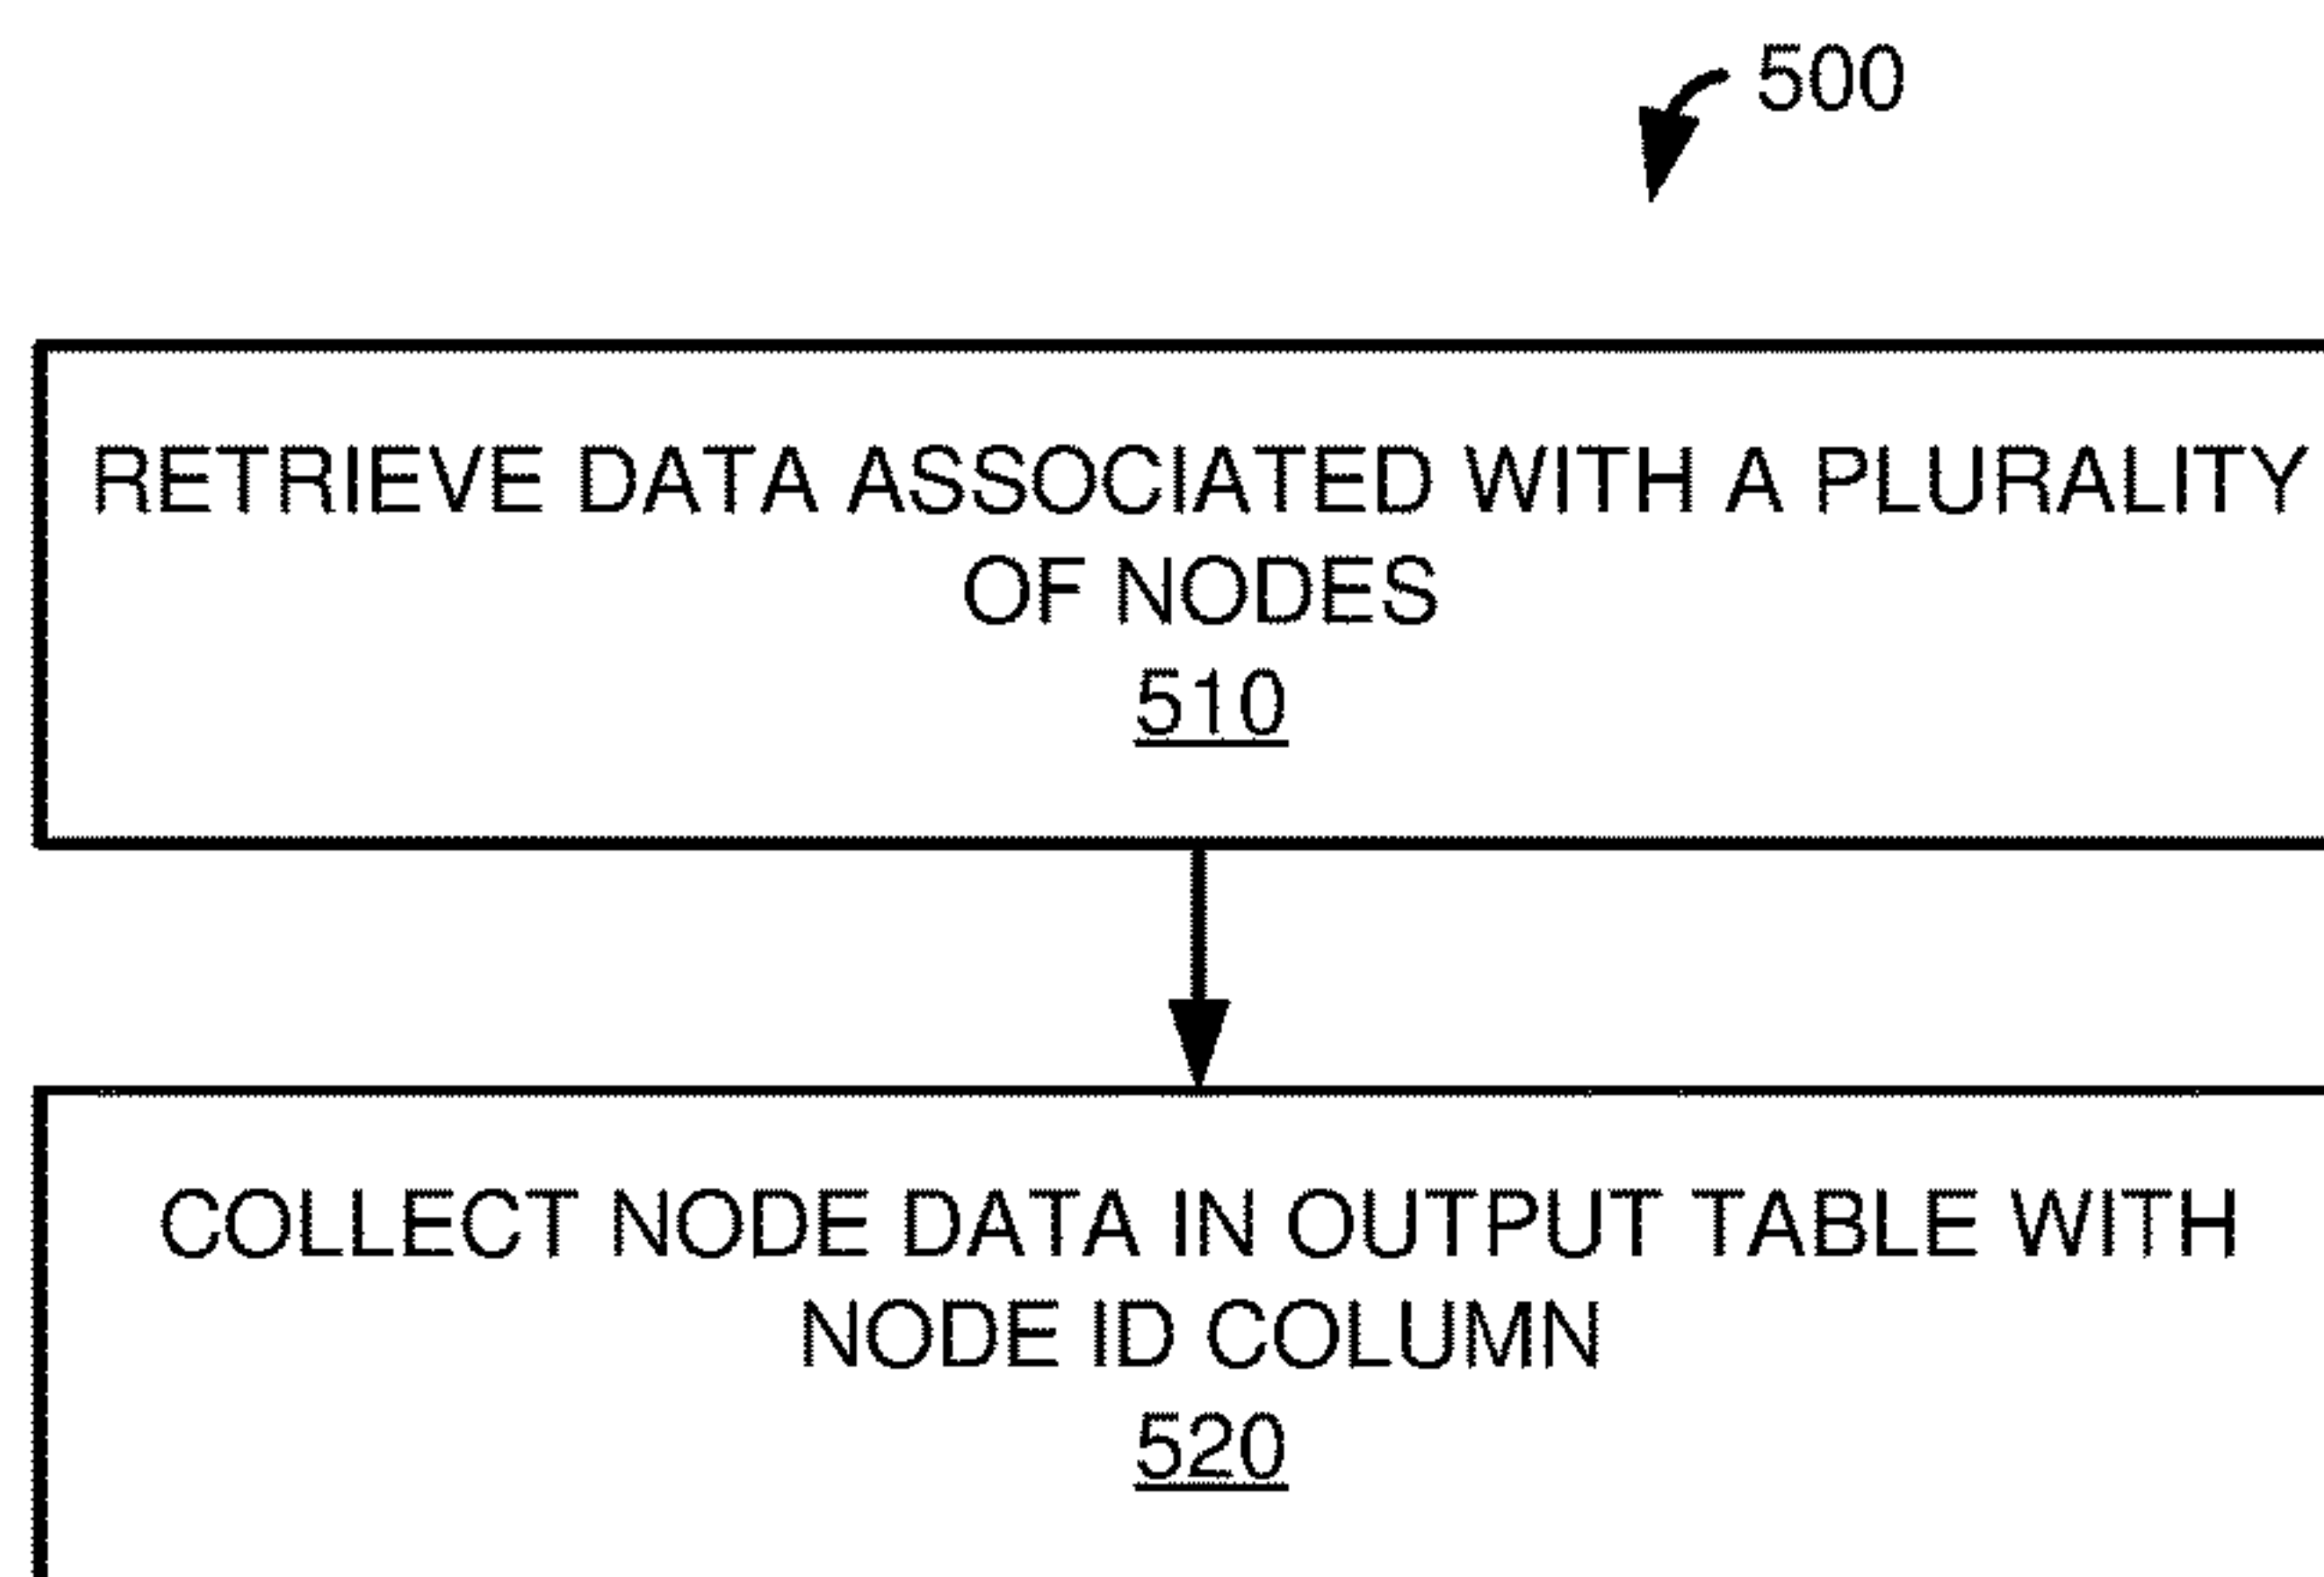 500
RETRIEVE DATA ASSOCIATED WITH A PLURALITY
OF NODES
510
COLLECT NODE DATA IN OUTPUT TABLE WITH
NODE ID COLUMN
520